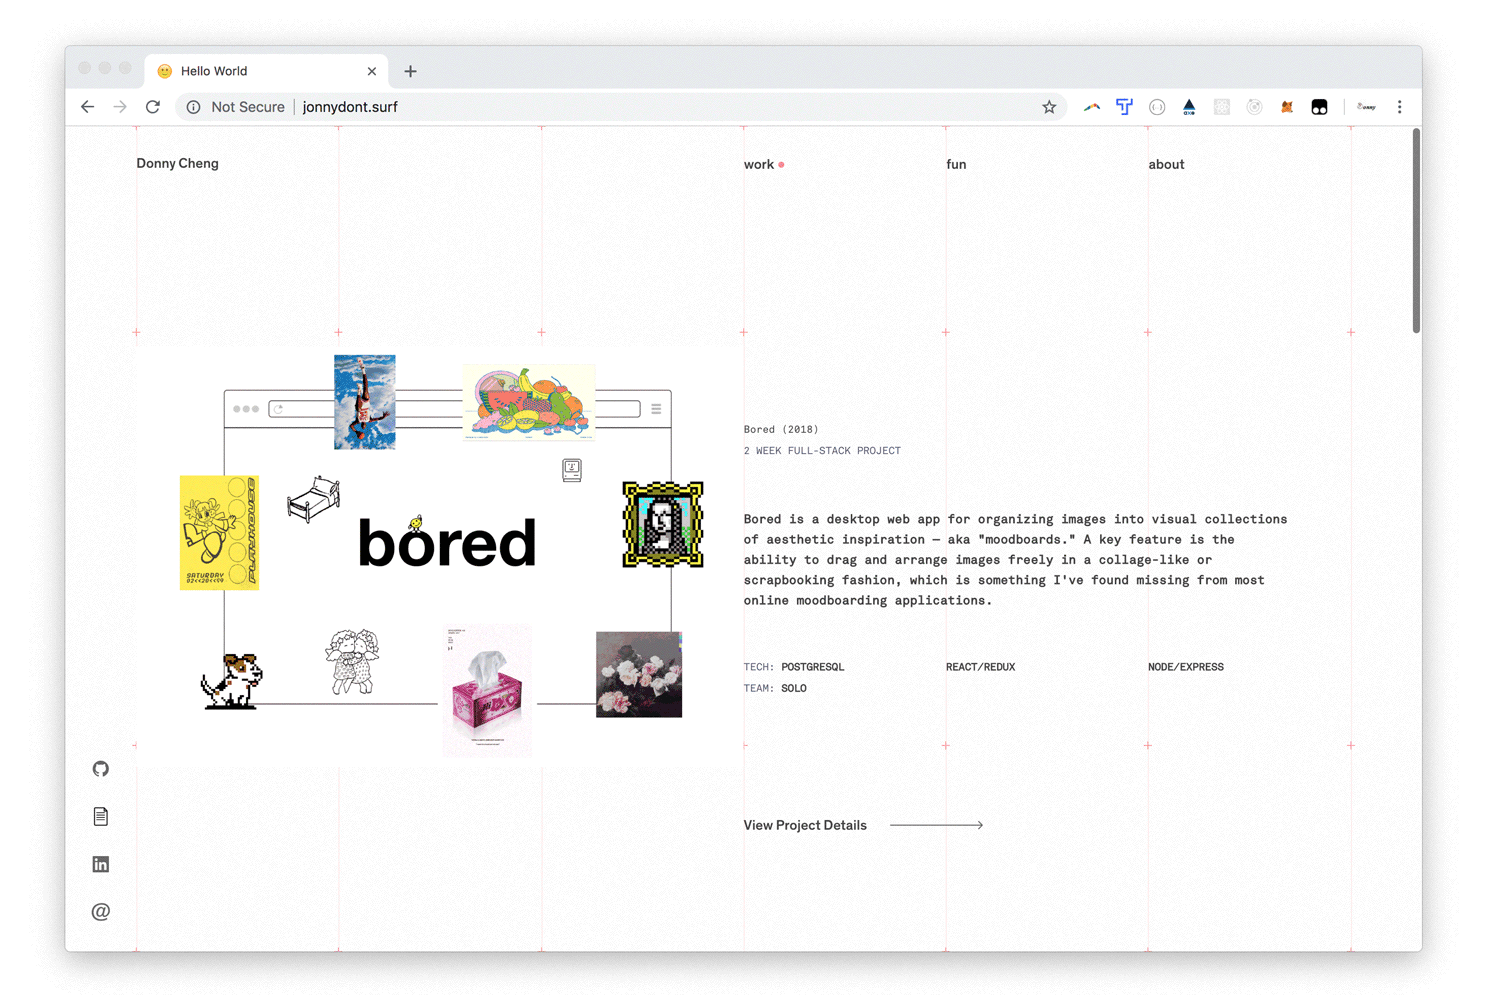 Hello World
Not Secure
jonnydont.surf
Donny Cheng
work
fun
about
bored
SATURDAY
Bored (2018)
2 WEEK FULL-STACK PROJECT
Bored is a desktop web app for organizing images into visual collections
of aesthetic inspiration — aka "moodboards." A key feature is the
ability to drag and arrange images freely in a collage-like or
scrapbooking fashion, which is something I've found missing from most
online moodboarding applications.
TECH: POSTGRESQL
REACT/REDUX
NODE/EXPRESS
TEAM: SOLO
View Project Details